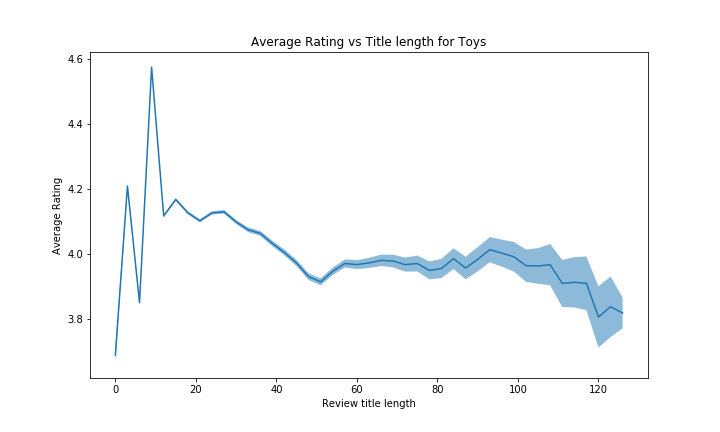 Average Rating vs Title length for Toys
4.6
4.4
4.2
4.0
3.8
Average Rating
0 20 40 60 80 100 120
Review title length